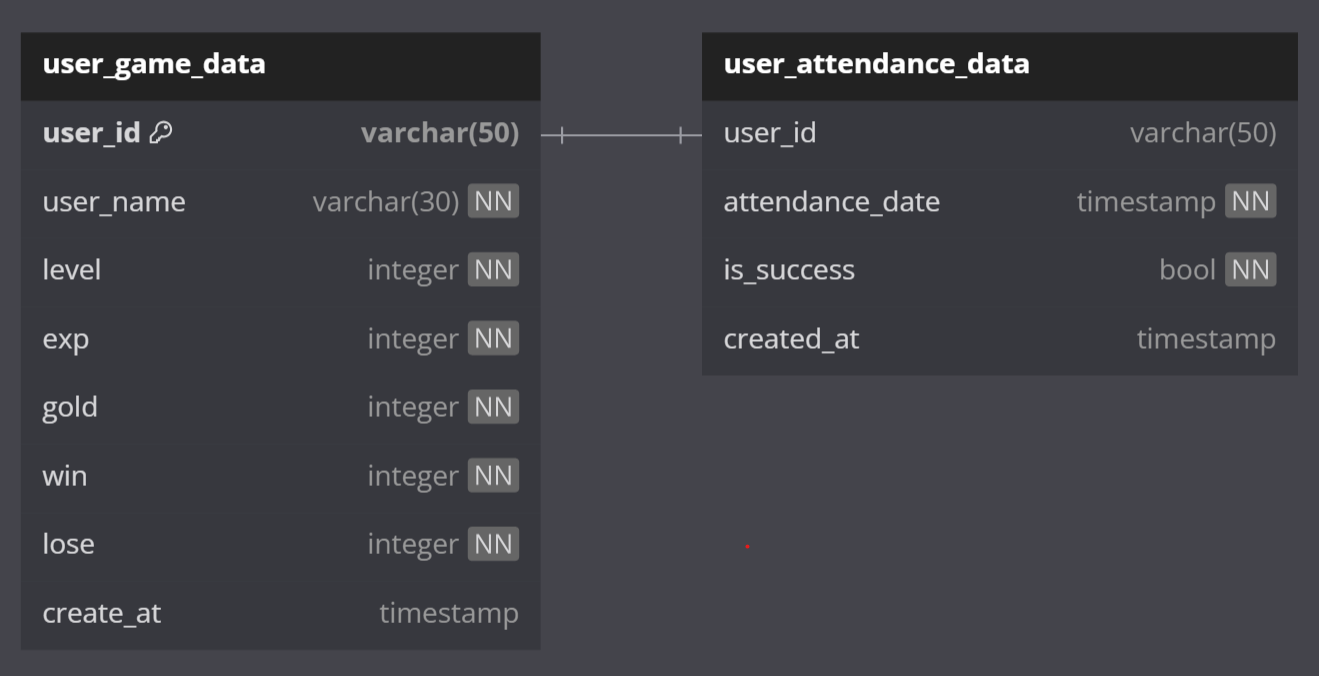 user_game_data
user_id varchar(50)
user_name varchar(30) NN
level integer NN
exp integer NN
gold integer NN
win integer NN
lose integer NN
create_at timestamp
user_attendance_data
user_id varchar(50)
attendance_date timestamp NN
is_success bool NN
created_at timestamp